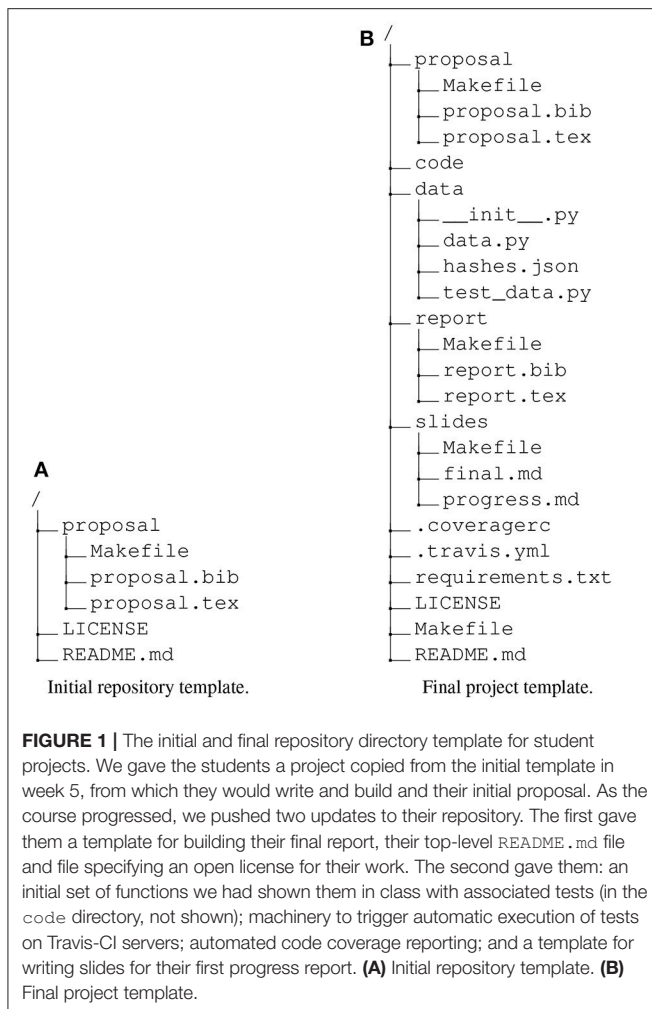 A
/
proposal
Makefile
proposal.bib
proposal.tex
LICENSE
README.md
Initial repository template.
B
/
proposal
Makefile
proposal.bib
proposal.tex
code
data
__init__.py
data.py
hashes.json
test_data.py
report
Makefile
report.bib
report.tex
slides
Makefile
final.md
progress.md
.coveragerc
.travis.yml
requirements.txt
LICENSE
Makefile
README.md
Final project template.
FIGURE 1 | The initial and final repository directory template for student
projects. We gave the students a project copied from the initial template in
week 5, from which they would write and build and their initial proposal. As the
course progressed, we pushed two updates to their repository. The first gave
them a template for building their final report, their top-level README.md file
and file specifying an open license for their work. The second gave them: an
initial set of functions we had shown them in class with associated tests (in the
code directory, not shown); machinery to trigger automatic execution of tests
on Travis-CI servers; automated code coverage reporting; and a template for
writing slides for their first progress report. (A) Initial repository template. (B)
Final project template.